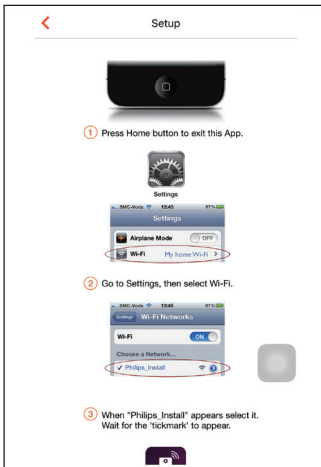 Setup
1 Press Home button to exit this App.
Settings
SMC-Voda 13:45 97%
Settings
Airplane Mode OFF
Wi-Fi My home Wi-Fi
2 Go to Settings, then select Wi-Fi.
SMC-Voda 13:45 97%
Settings Wi-Fi Networks
Wi-Fi ON
Choose a Network...
✓ Philips_Install
3 When "Philips_Install" appears select it.
Wait for the 'tickmark' to appear.